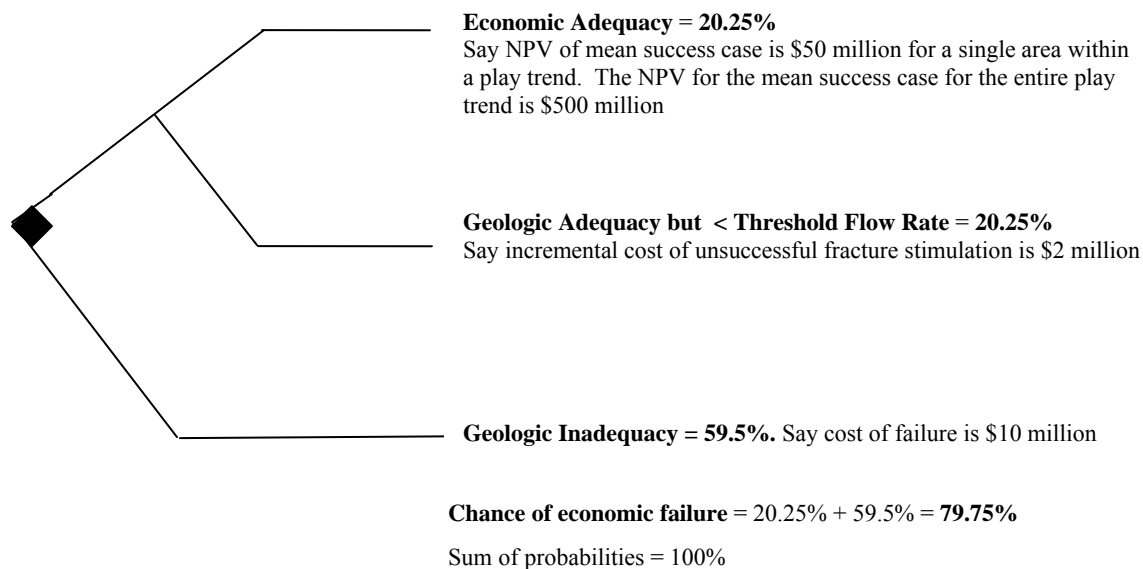 Economic Adequacy = 20.25%
Say NPV of mean success case is $50 million for a single area within
a play trend.  The NPV for the mean success case for the entire play
trend is $500 million
Geologic Adequacy but  < Threshold Flow Rate = 20.25%
Say incremental cost of unsuccessful fracture stimulation is $2 million
Geologic Inadequacy = 59.5%. Say cost of failure is $10 million
Chance of economic failure = 20.25% + 59.5% = 79.75%
Sum of probabilities = 100%